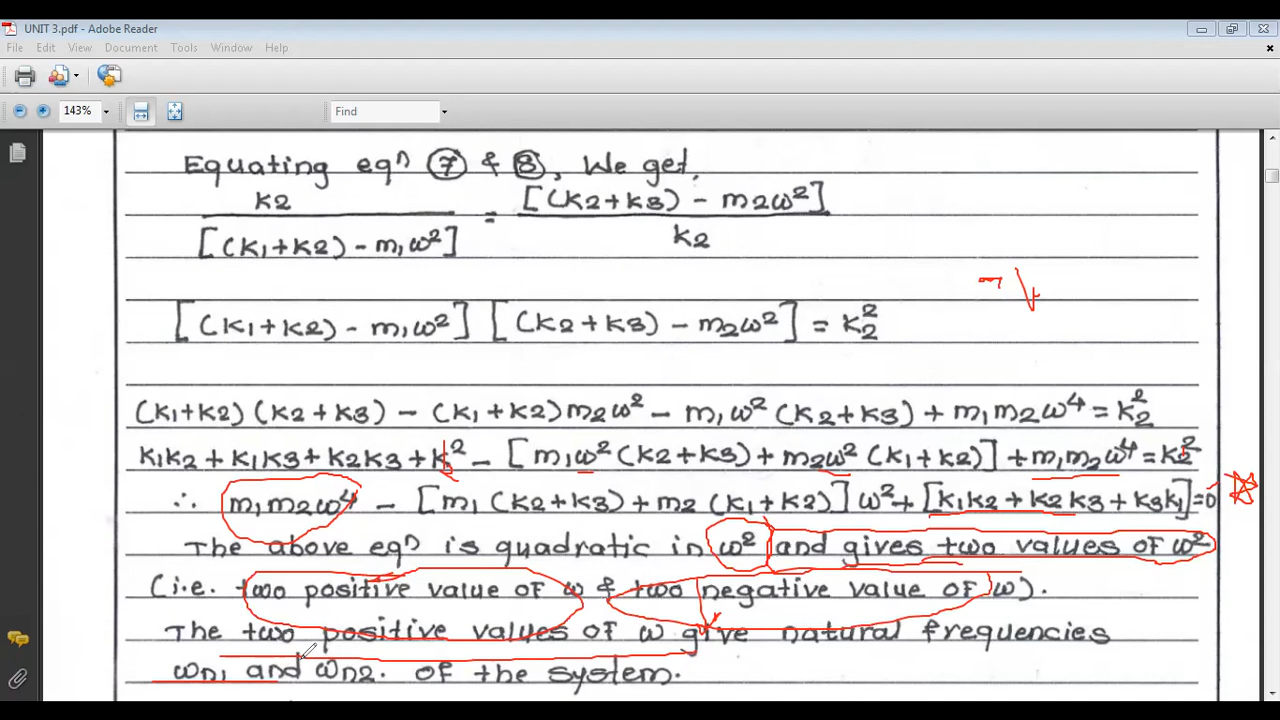 UNIT 3.pdf - Adobe Reader
File Edit View Document Tools Window Help
143% Find
Equating eqⁿ ⑦ & ⑧, We get,
k2 / [(k1+k2) - m1ω²] = [(k2+k3) - m2ω²] / k2
[(k1+k2) - m1ω²] [(k2+k3) - m2ω²] = k2²
(k1+k2) (k2+k3) - (k1+k2)m2ω² - m1ω² (k2+k3) + m1m2ω⁴ = k2²
k1k2 + k1k3 + k2k3 + k2² - [m1ω² (k2+k3) + m2ω² (k1+k2)] + m1m2ω⁴ = k2²
∴ m1m2ω⁴ - [m1 (k2+k3) + m2 (k1+k2)] ω² + [k1k2 + k2k3 + k3k1] = 0
The above eqⁿ is quadratic in ω² and gives two values of ω²
(i.e. two positive value of ω & two negative value of ω).
The two positive values of ω give natural frequencies
ωn1 and ωn2. of the system.